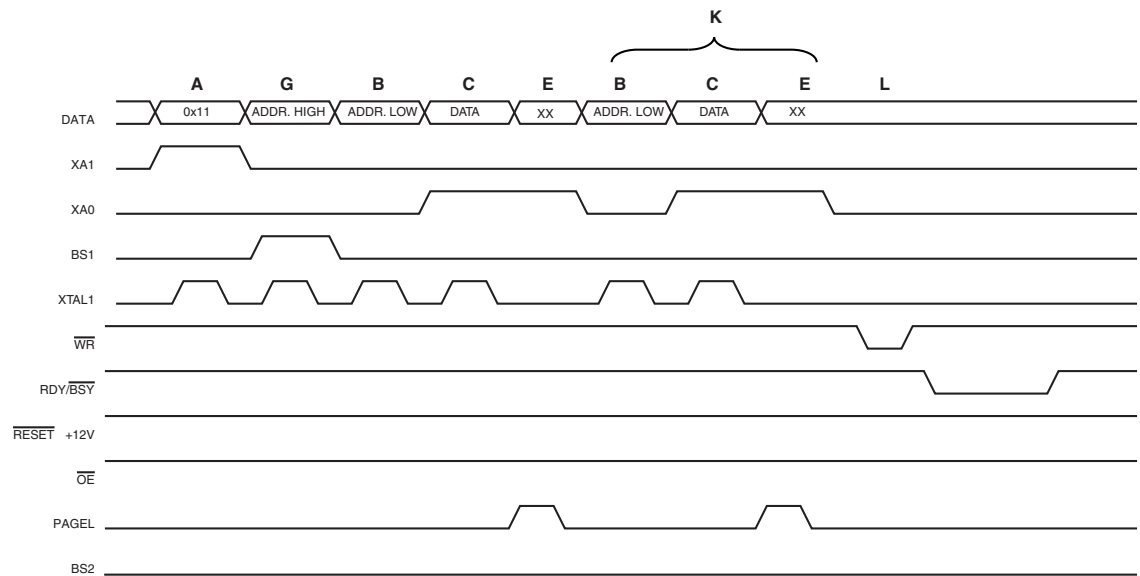 K
A G B C E B C E L
DATA 0x11 ADDR. HIGH ADDR. LOW DATA XX ADDR. LOW DATA XX
XA1
XA0
BS1
XTAL1
WR
RDY/BSY
RESET +12V
OE
PAGEL
BS2